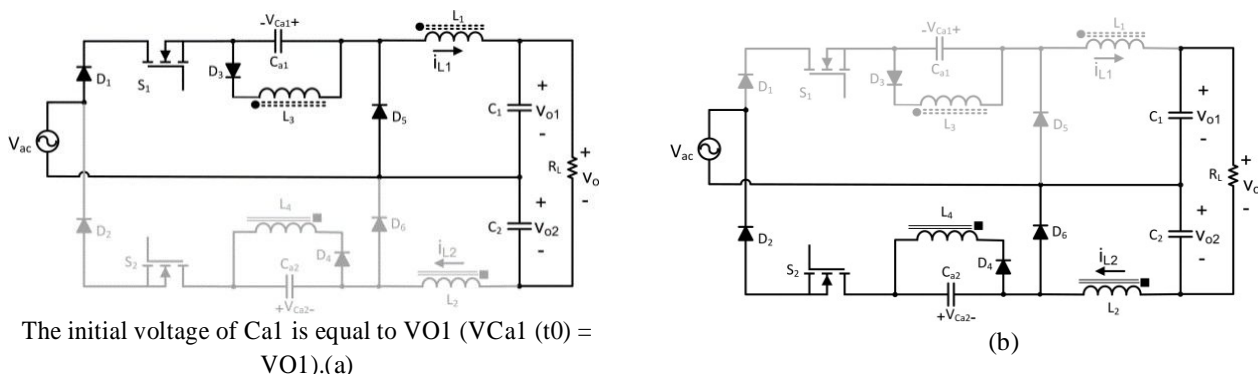 -VCa1+
L1
Ca1
iL1
D3
D1
S1
L3
D5
C1
+
Vo1
-
Vac
RL
+
Vo
-
L4
D2
D6
C2
+
Vo2
-
D4
S2
iL2
Ca2
L2
+VCa2-
The initial voltage of Ca1 is equal to VO1 (VCa1 (t0) =
VO1).(a)
-VCa1+
L1
Ca1
iL1
D3
D1
S1
L3
D5
C1
+
Vo1
-
Vac
RL
+
Vo
-
L4
D2
D6
C2
+
Vo2
-
D4
S2
iL2
Ca2
L2
+VCa2-
(b)